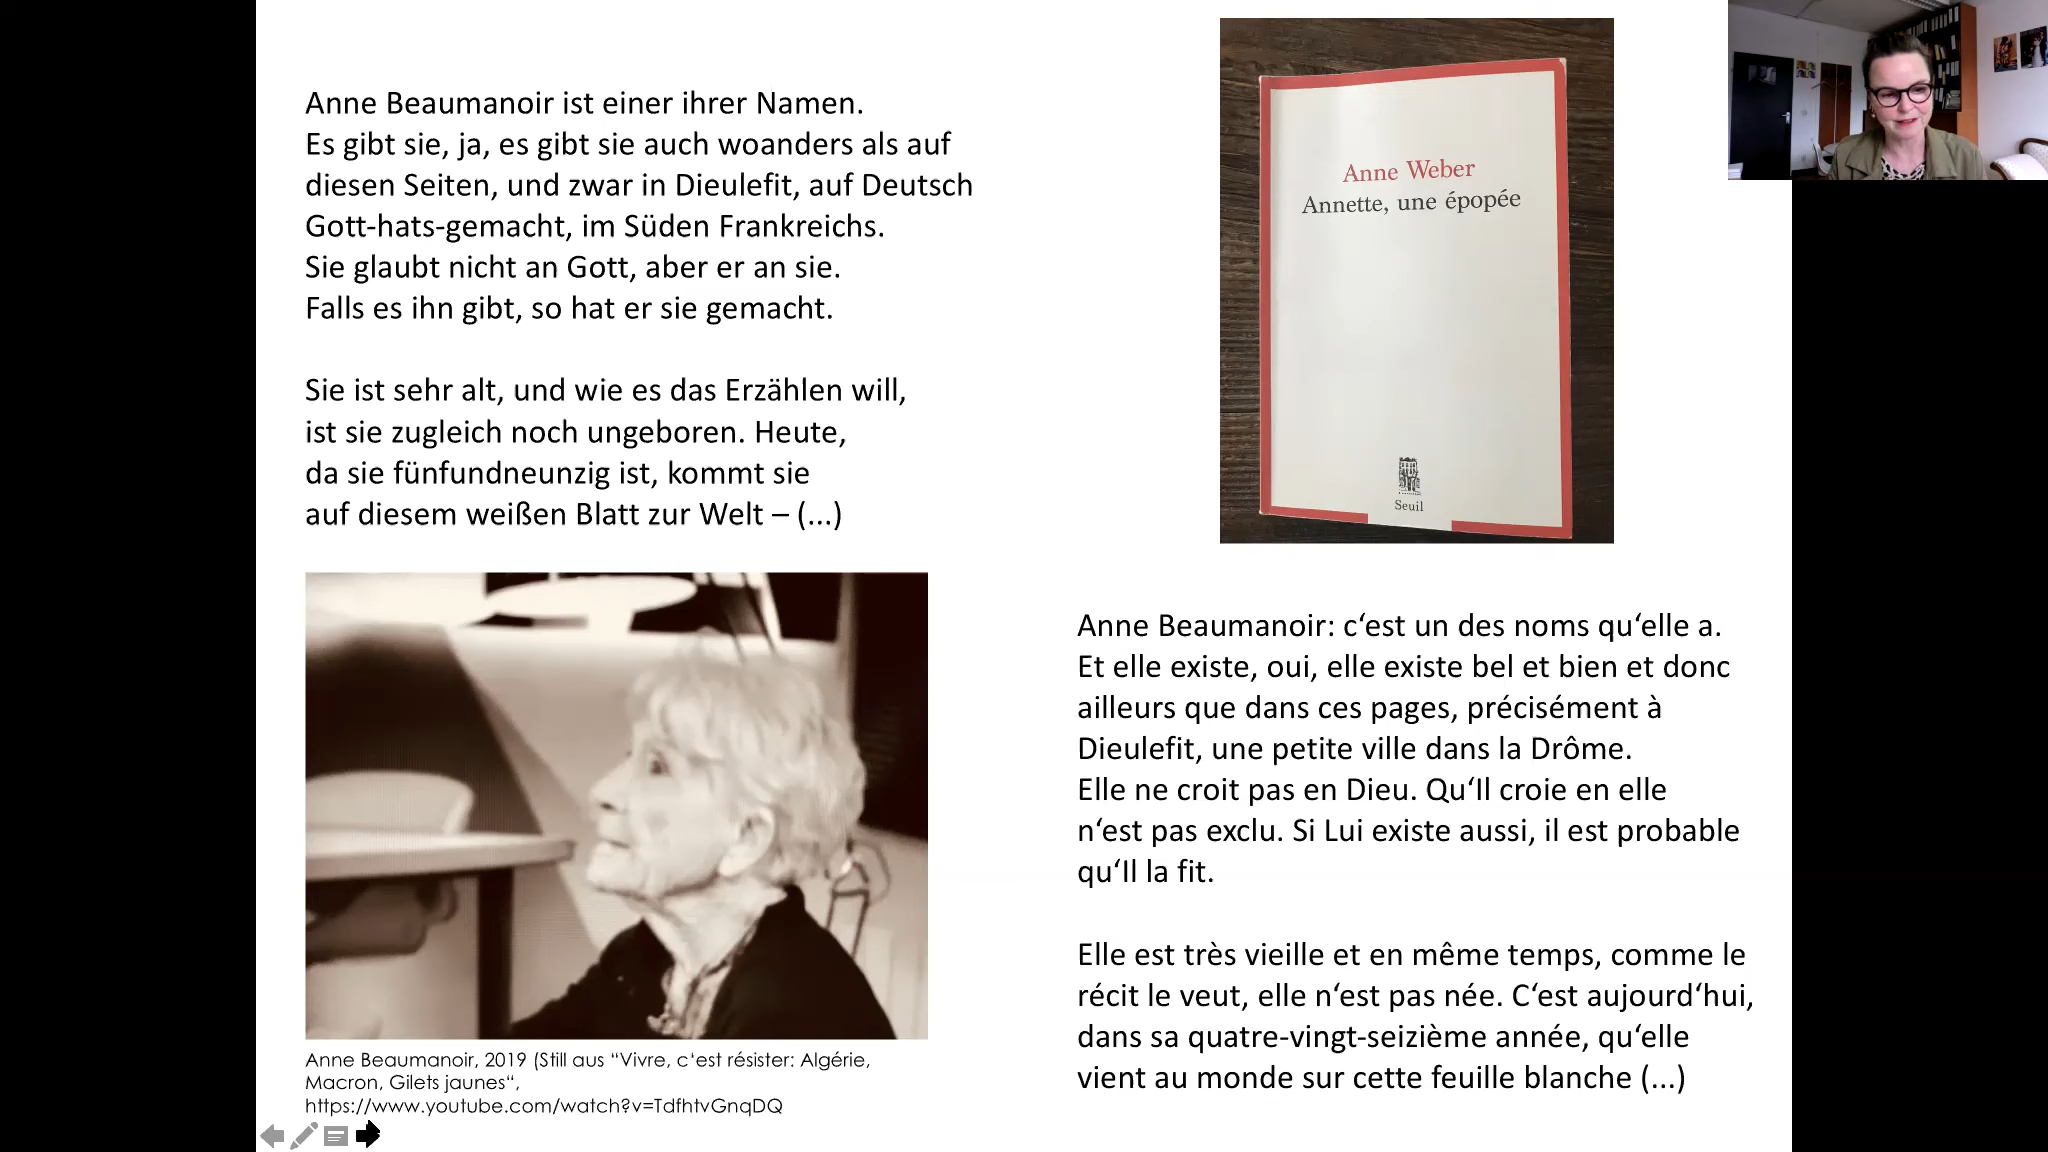 Anne Beaumanoir ist einer ihrer Namen.
Es gibt sie, ja, es gibt sie auch woanders als auf
diesen Seiten, und zwar in Dieulefit, auf Deutsch
Gott-hats-gemacht, im Süden Frankreichs.
Sie glaubt nicht an Gott, aber er an sie.
Falls es ihn gibt, so hat er sie gemacht.
Sie ist sehr alt, und wie es das Erzählen will,
ist sie zugleich noch ungeboren. Heute,
da sie fünfundneunzig ist, kommt sie
auf diesem weißen Blatt zur Welt – (...)
Anne Beaumanoir, 2019 (Still aus “Vivre, c‘est résister: Algérie,
Macron, Gilets jaunes“,
https://www.youtube.com/watch?v=TdfhtvGnqDQ
Anne Weber
Annette, une épopée
Seuil
Anne Beaumanoir: c‘est un des noms qu‘elle a.
Et elle existe, oui, elle existe bel et bien et donc
ailleurs que dans ces pages, précisément à
Dieulefit, une petite ville dans la Drôme.
Elle ne croit pas en Dieu. Qu‘Il croie en elle
n‘est pas exclu. Si Lui existe aussi, il est probable
qu‘Il la fit.
Elle est très vieille et en même temps, comme le
récit le veut, elle n‘est pas née. C‘est aujourd‘hui,
dans sa quatre-vingt-seizième année, qu‘elle
vient au monde sur cette feuille blanche (...)